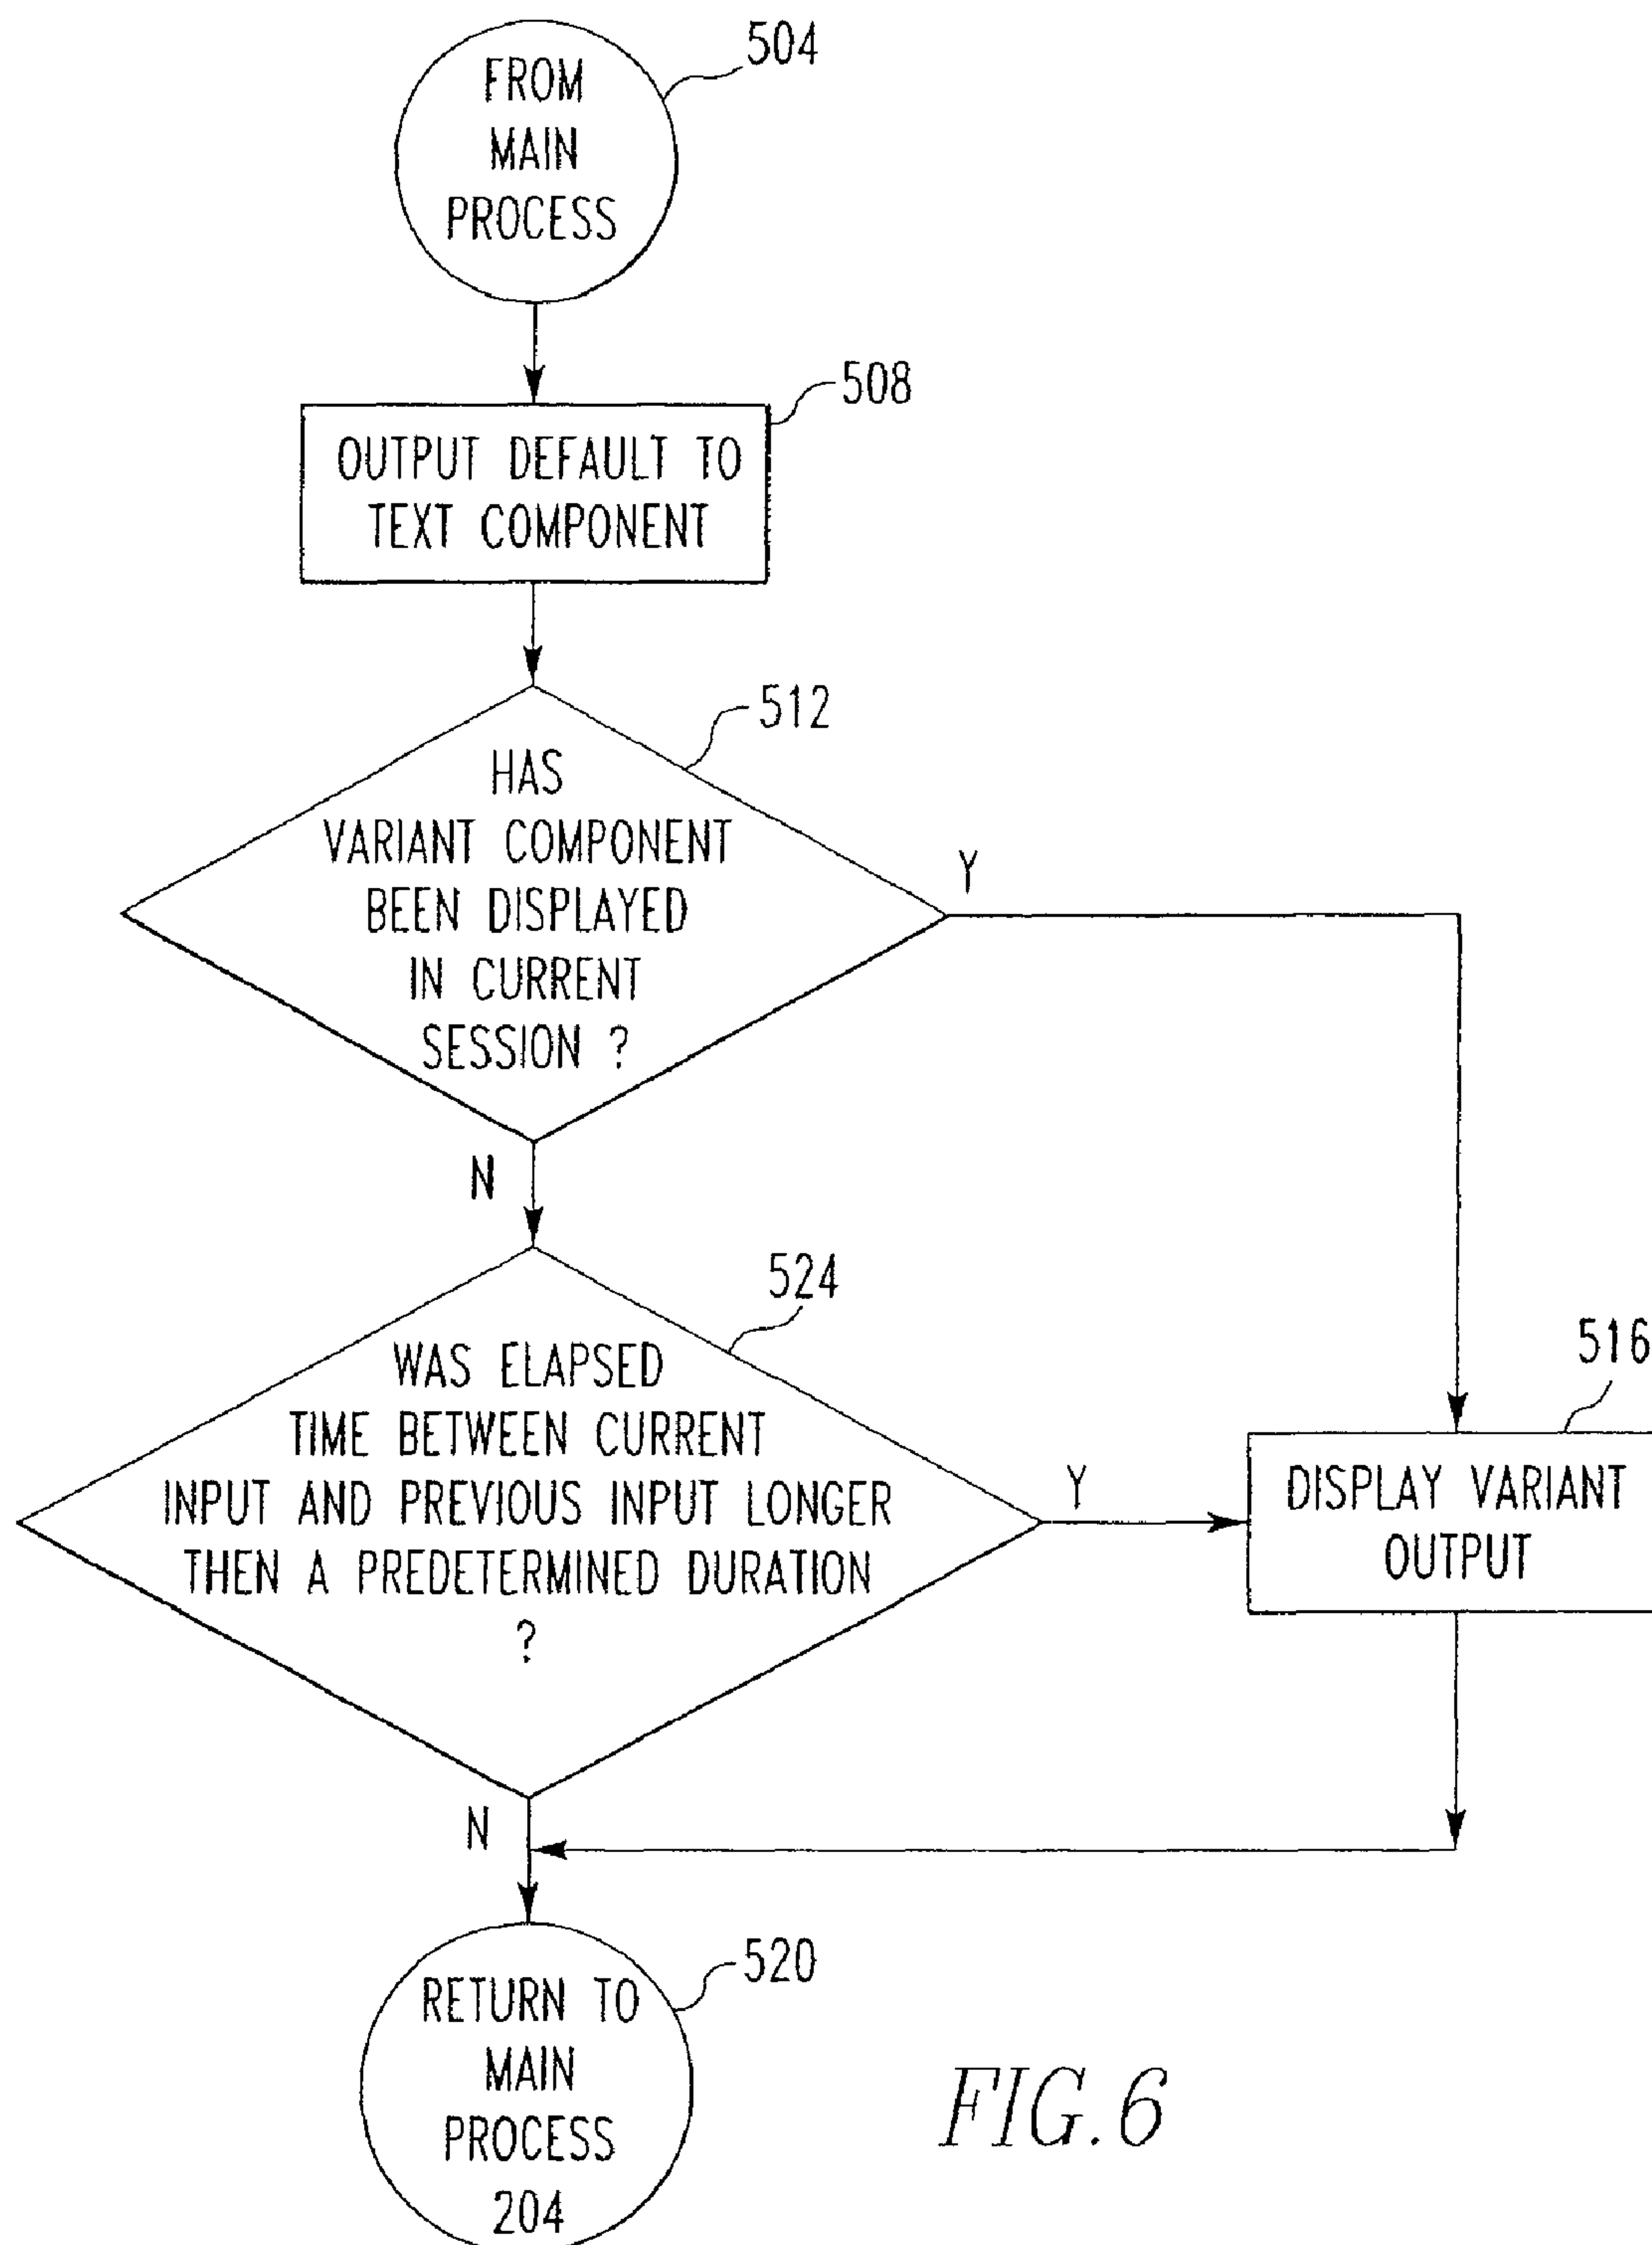 504
FROM
MAIN
PROCESS
508
OUTPUT DEFAULT TO
TEXT COMPONENT
512
HAS
VARIANT COMPONENT
BEEN DISPLAYED
IN CURRENT
SESSION ?
Y
N
524
WAS ELAPSED
TIME BETWEEN CURRENT
INPUT AND PREVIOUS INPUT LONGER
THEN A PREDETERMINED DURATION
?
Y
516
DISPLAY VARIANT
OUTPUT
N
520
RETURN TO
MAIN
PROCESS
204
FIG. 6